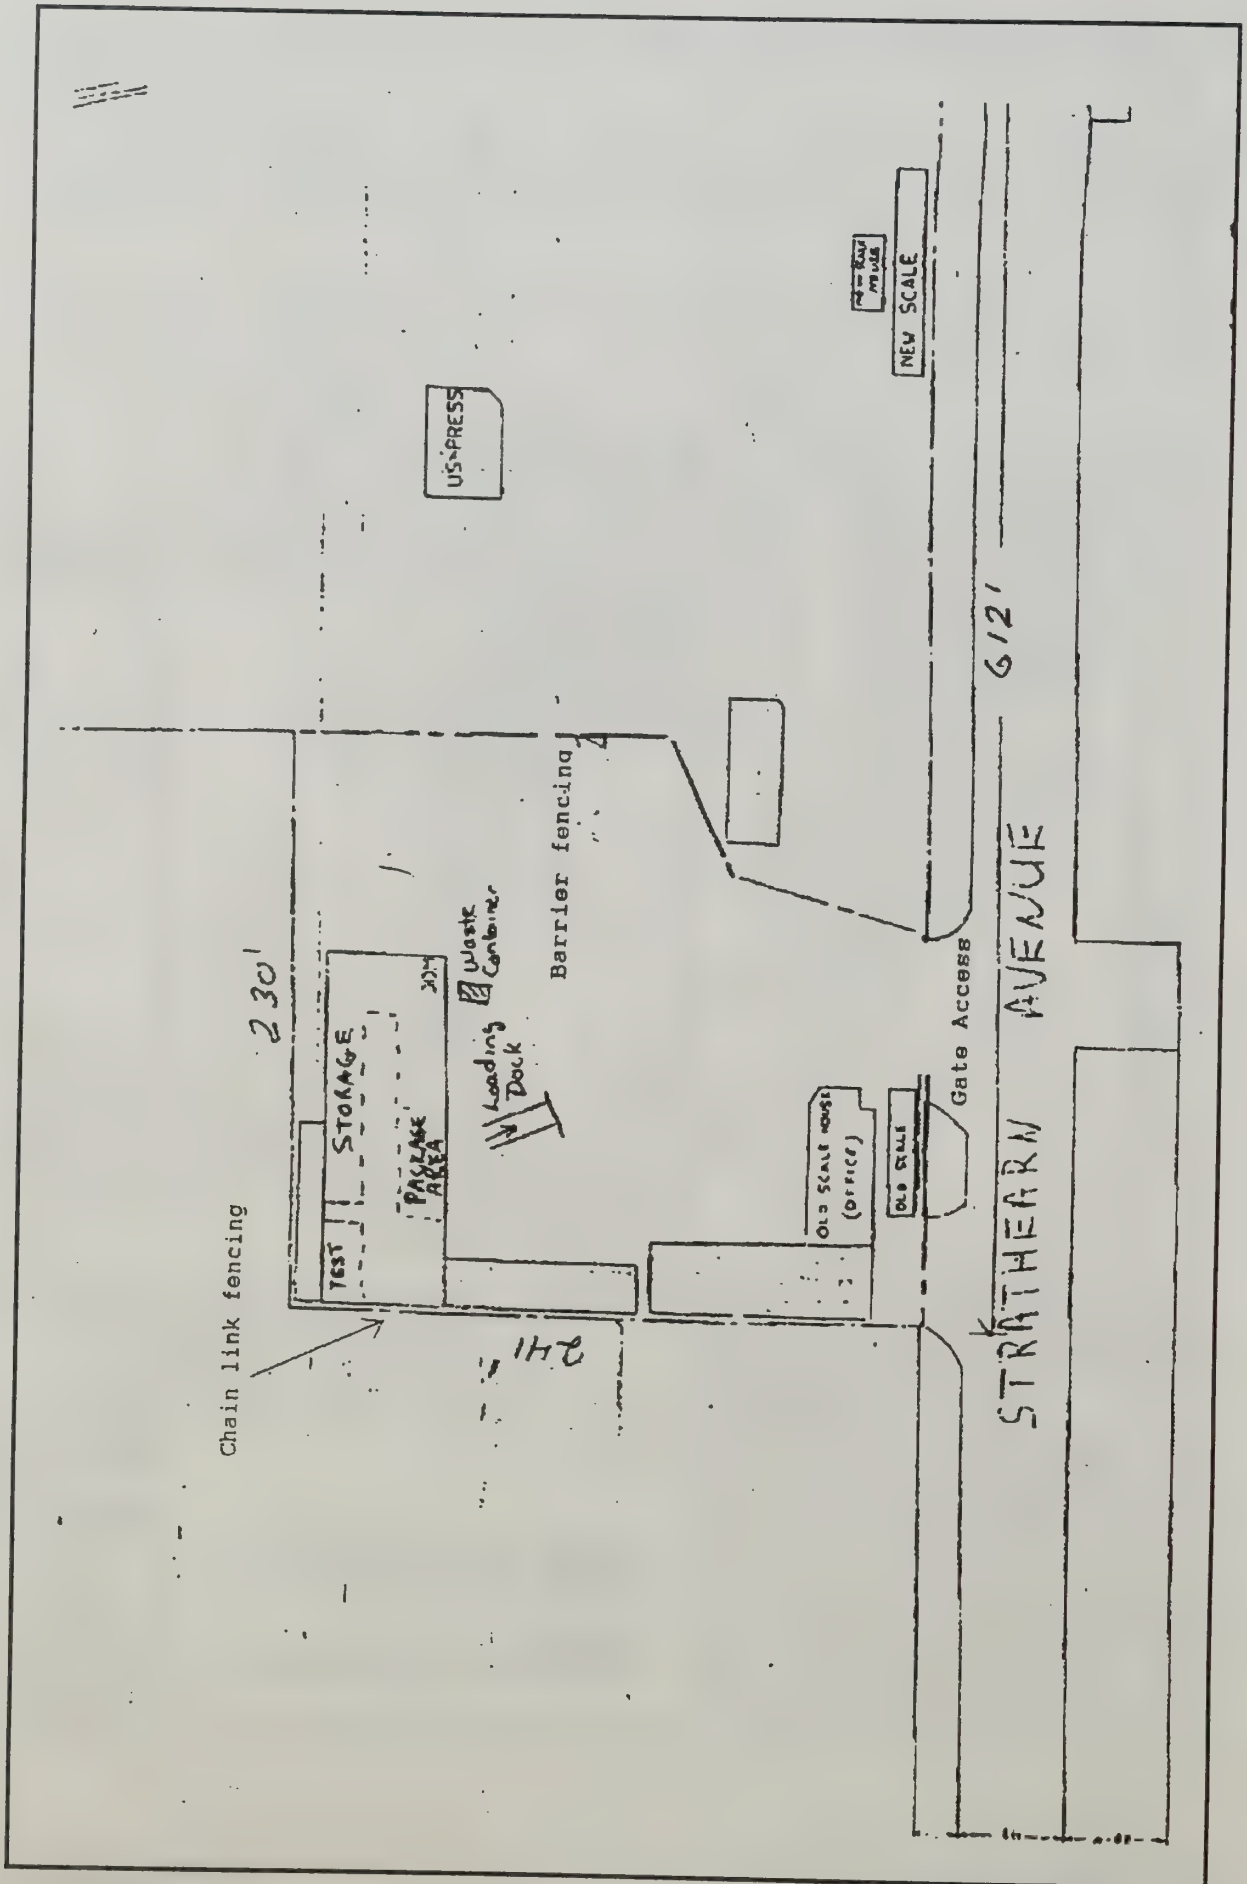 Chain link fencing
230'
TEST
STORAGE
PACKAGE
AREA
W.C.
Loading
Dock
Waste
Container
Barrier fencing
US-PRESS
241
OLD SCALE HOUSE
(OFFICE)
OLD SCALE
Gate Access
HOUSE
NEW SCALE
612'
STRATHEARN AVENUE